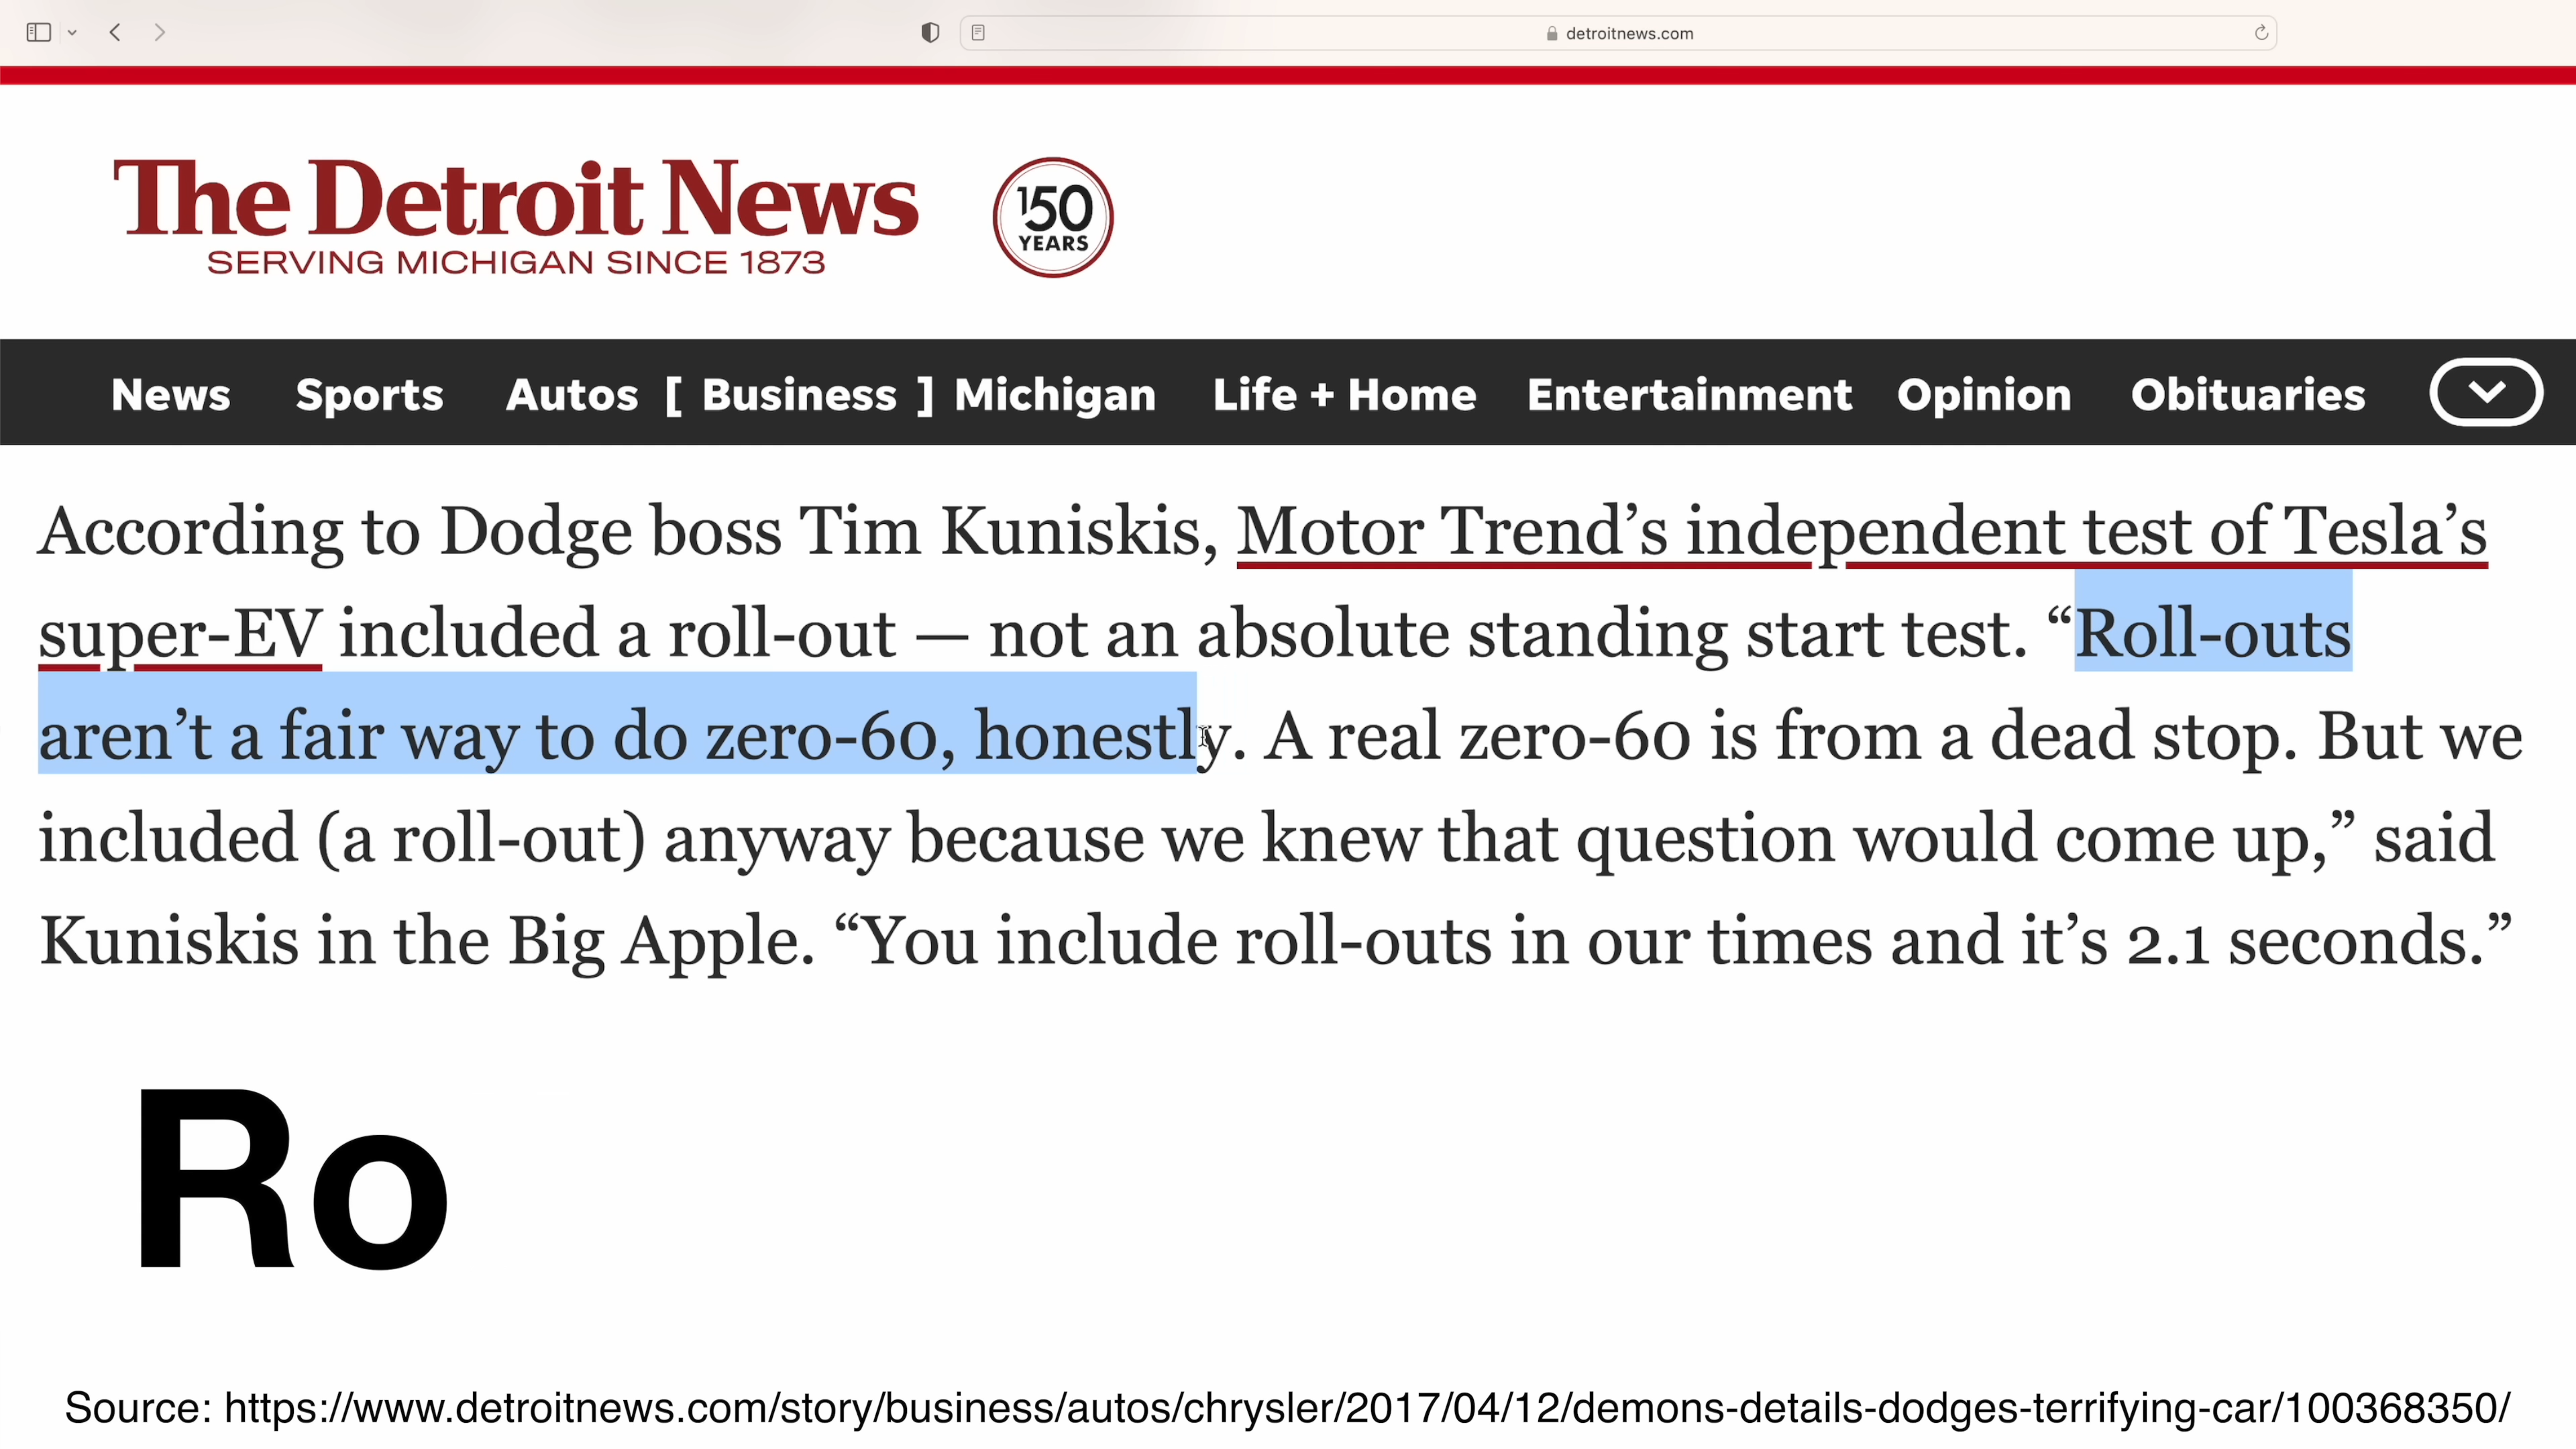 detroitnews.com
The Detroit News
SERVING MICHIGAN SINCE 1873
150
YEARS
News Sports Autos [ Business ] Michigan Life + Home Entertainment Opinion Obituaries
According to Dodge boss Tim Kuniskis, Motor Trend’s independent test of Tesla’s
super-EV included a roll-out — not an absolute standing start test. “Roll-outs
aren’t a fair way to do zero-60, honestly. A real zero-60 is from a dead stop. But we
included (a roll-out) anyway because we knew that question would come up,” said
Kuniskis in the Big Apple. “You include roll-outs in our times and it’s 2.1 seconds.”
Ro
Source: https://www.detroitnews.com/story/business/autos/chrysler/2017/04/12/demons-details-dodges-terrifying-car/100368350/